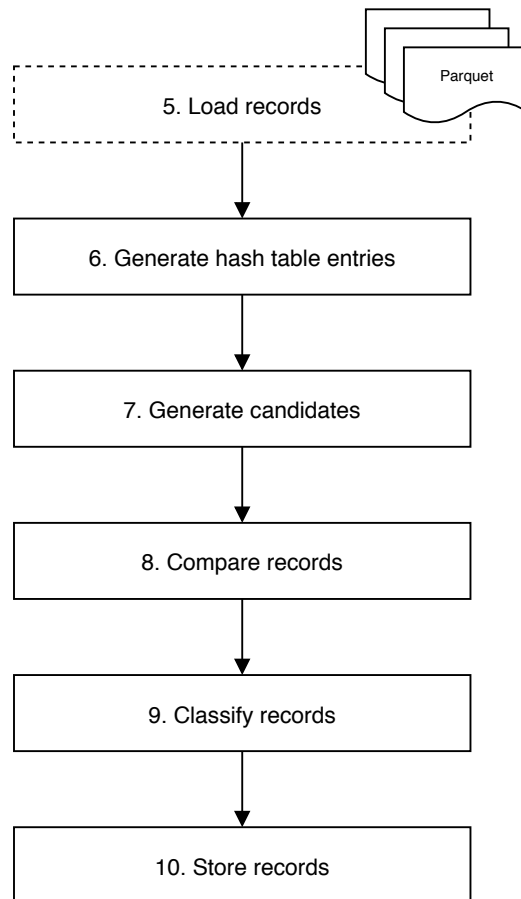 Parquet
5. Load records
6. Generate hash table entries
7. Generate candidates
8. Compare records
9. Classify records
10. Store records